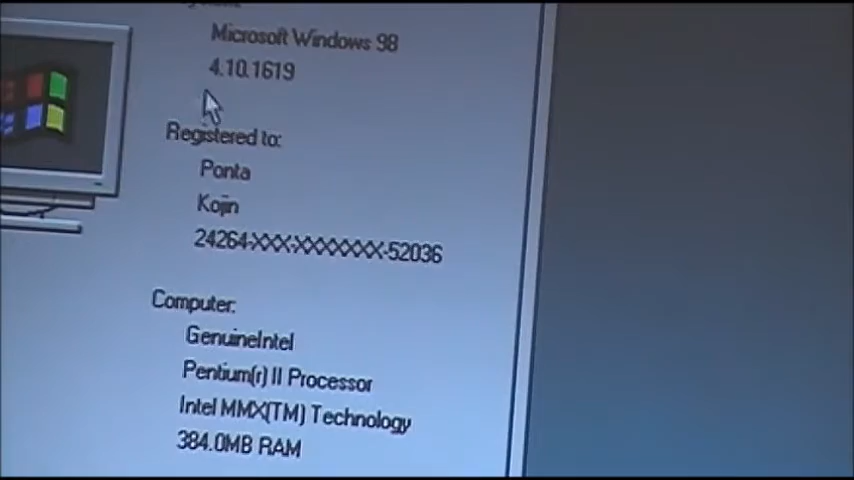 Microsoft Windows 98
4.10.1619
Registered to:
Ponta
Kojin
24264-XXX-XXXXXXX-52036
Computer:
GenuineIntel
Pentium(r) II Processor
Intel MMX(TM) Technology
384.0MB RAM